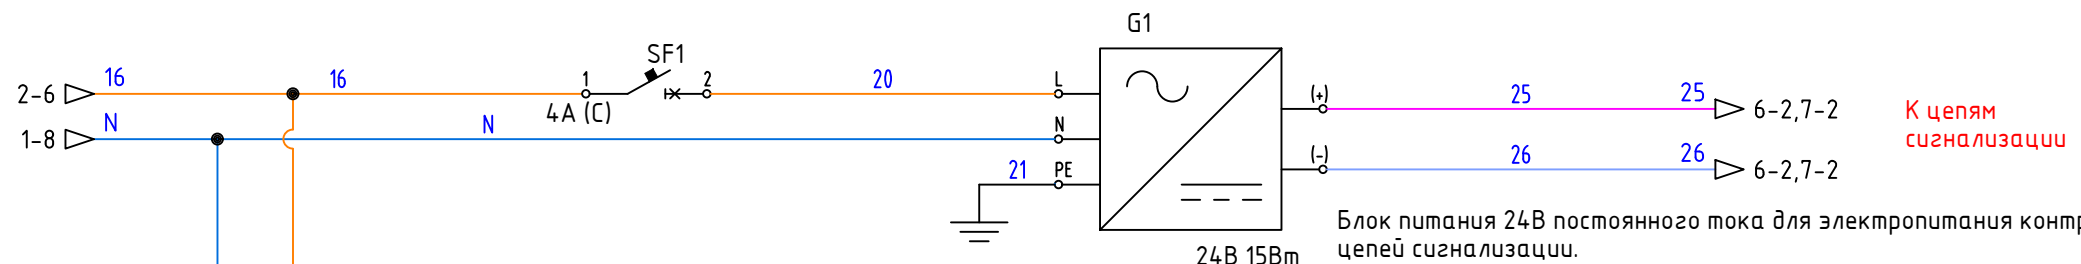 G1
SF1
2-6
16
16
1
2
20
L
4А (С)
(+)
25
25
6-2,7-2
К цепям
сигнализации
1-8
N
N
N
21
PE
(-)
26
26
6-2,7-2
Блок питания 24В постоянного тока для электропитания
цепей сигнализации.
24В 15Вт